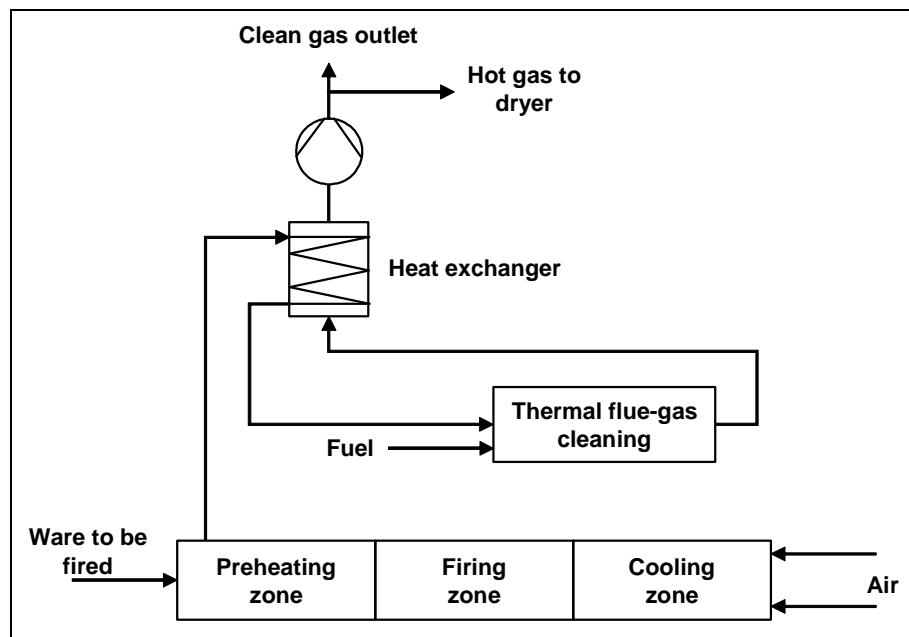 Clean gas outlet
Hot gas to
dryer
Heat exchanger
Thermal flue-gas
cleaning
Fuel
Ware to be
fired
Preheating
zone
Firing
zone
Cooling
zone
Air